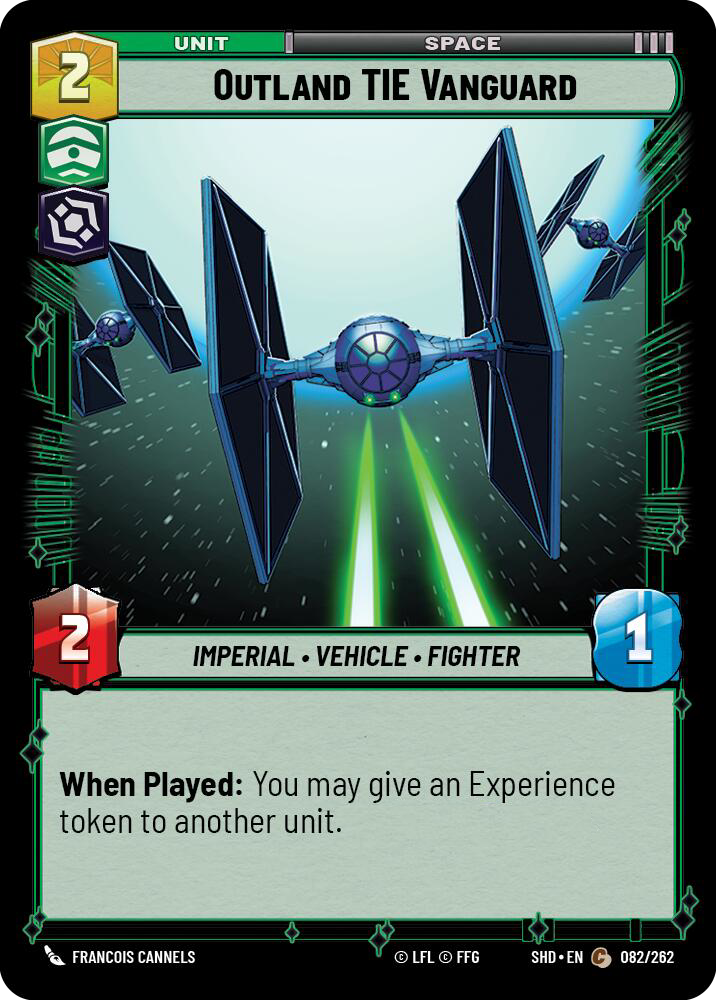 UNIT SPACE
2 OUTLAND TIE VANGUARD
2 IMPERIAL • VEHICLE • FIGHTER 1
When Played: You may give an Experience
token to another unit.
FRANCOIS CANNELS © LFL © FFG SHD • EN C 082/262